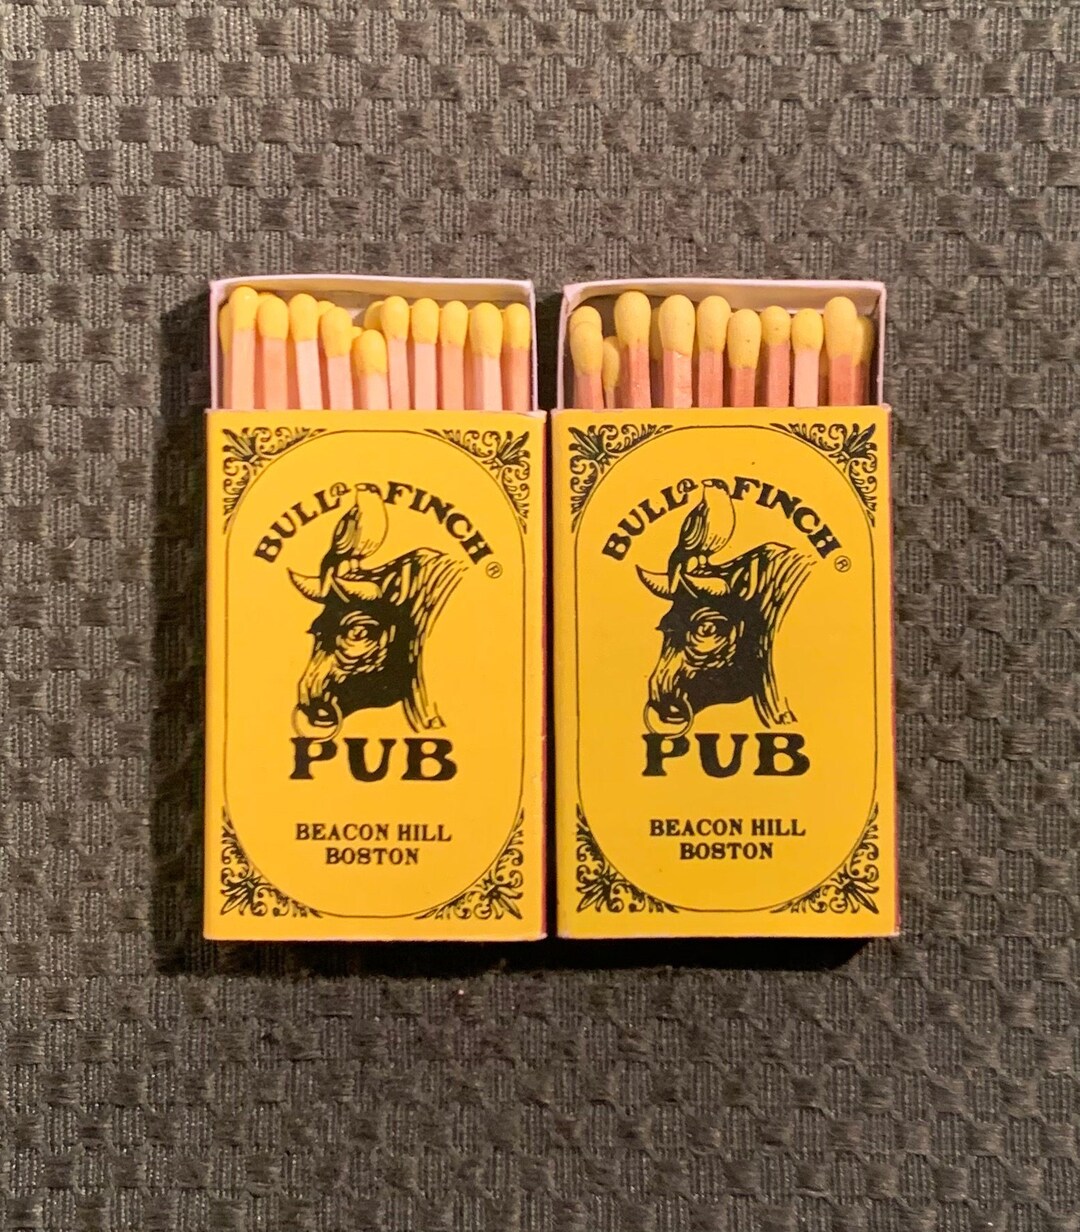 BULL & FINCH®
PUB
BEACON HILL
BOSTON
BULL & FINCH®
PUB
BEACON HILL
BOSTON